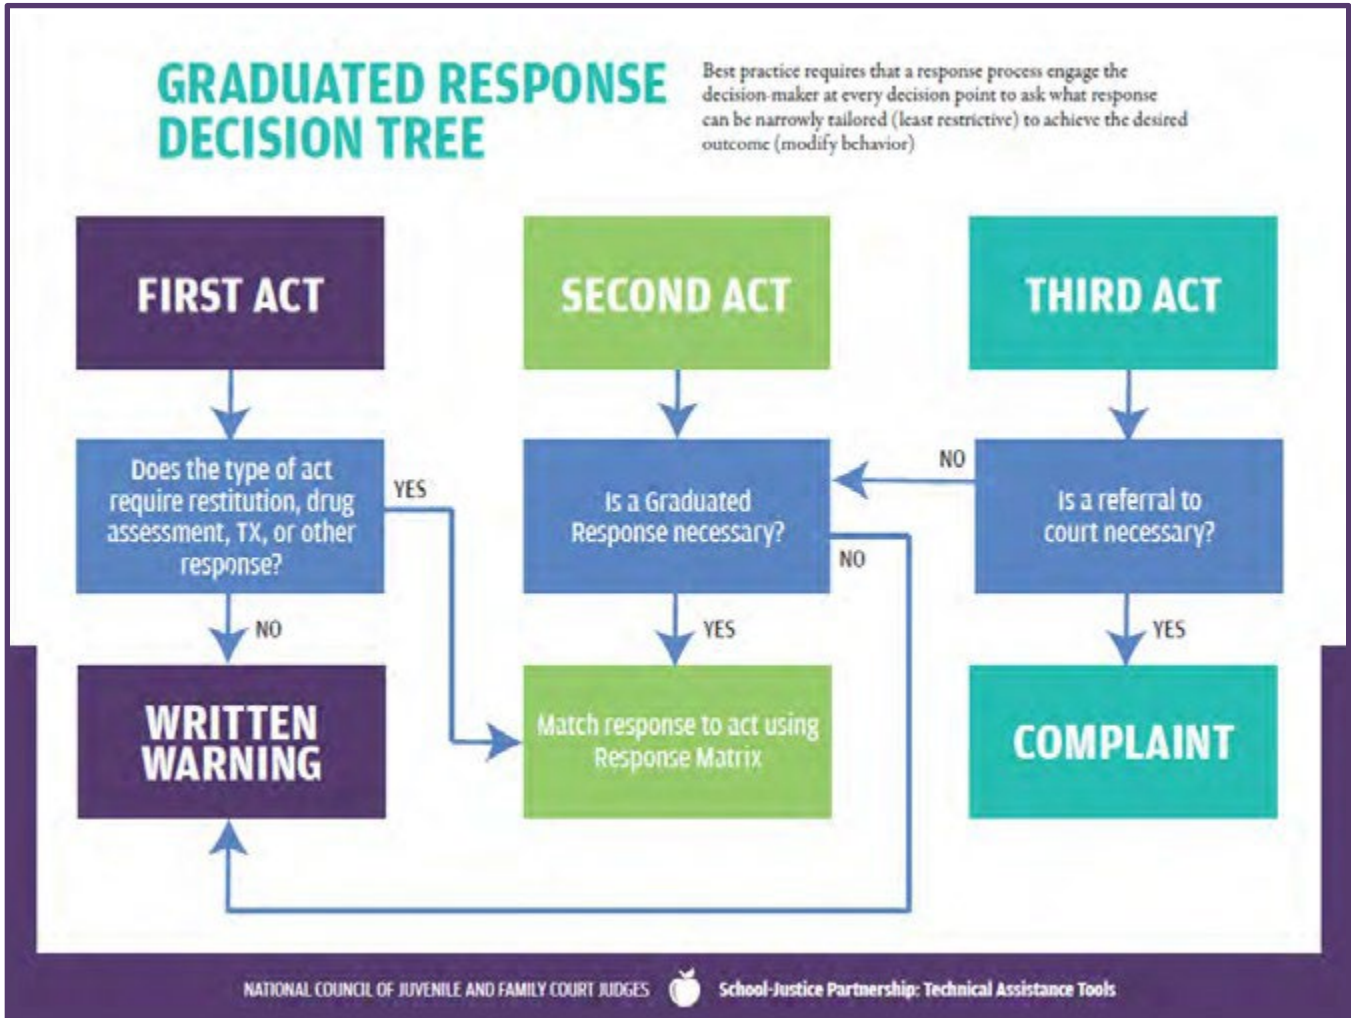 GRADUATED RESPONSE
DECISION TREE
Best practice requires that a response process engage the
decision-maker at every decision point to ask what response
can be narrowly tailored (least restrictive) to achieve the desired
outcome (modify behavior)
FIRST ACT
SECOND ACT
THIRD ACT
Does the type of act
require restitution, drug
assessment, TX, or other
response?
YES
Is a Graduated
Response necessary?
NO
Is a referral to
court necessary?
NO
NO
YES
YES
WRITTEN
WARNING
Match response to act using
Response Matrix
COMPLAINT
NATIONAL COUNCIL OF JUVENILE AND FAMILY COURT JUDGES
School-Justice Partnership: Technical Assistance Tools